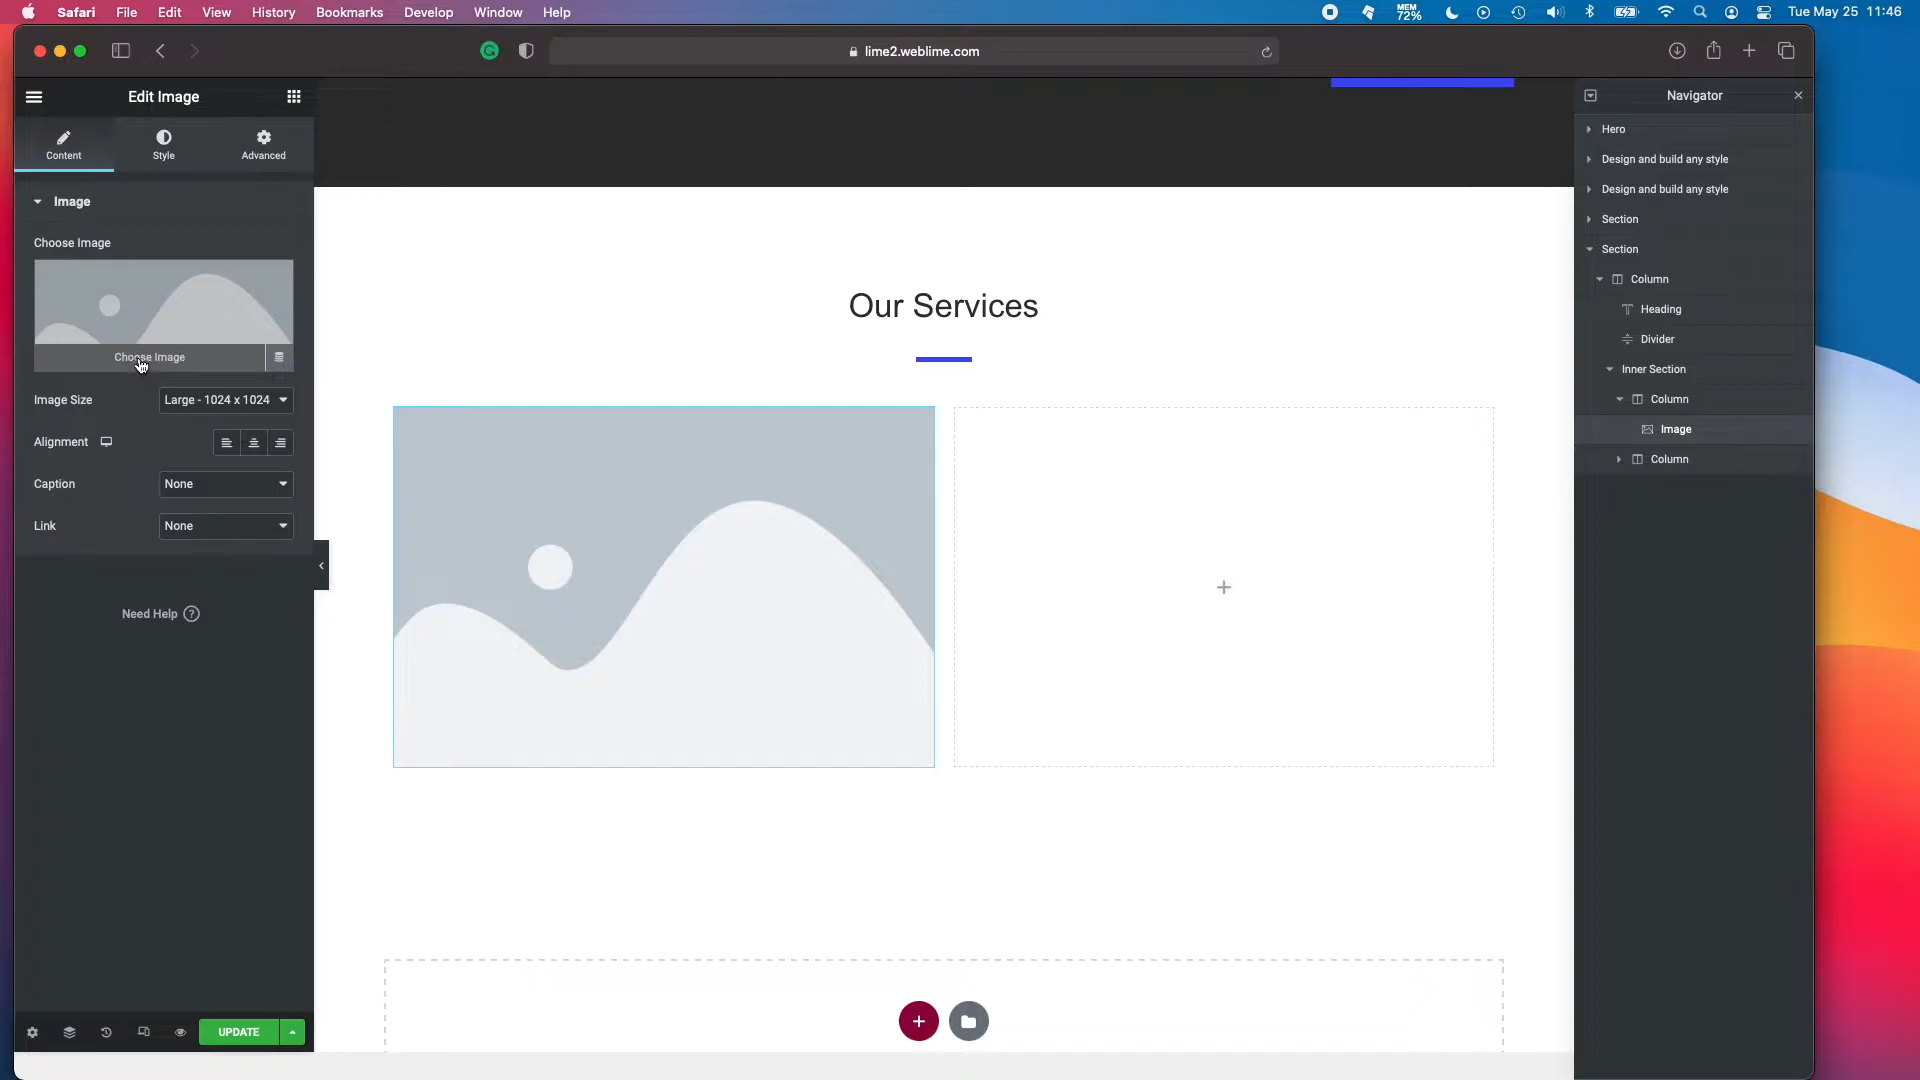 Safari File Edit View History Bookmarks Develop Window Help MEM 72% Tue May 25 11:46
lime2.weblime.com
Edit Image
Content Style Advanced
Image
Choose Image
Choose Image
Image Size Large - 1024 x 1024
Alignment
Caption None
Link None
Need Help ?
UPDATE
Our Services
Navigator
Hero
Design and build any style
Design and build any style
Section
Section
Column
Heading
Divider
Inner Section
Column
Image
Column